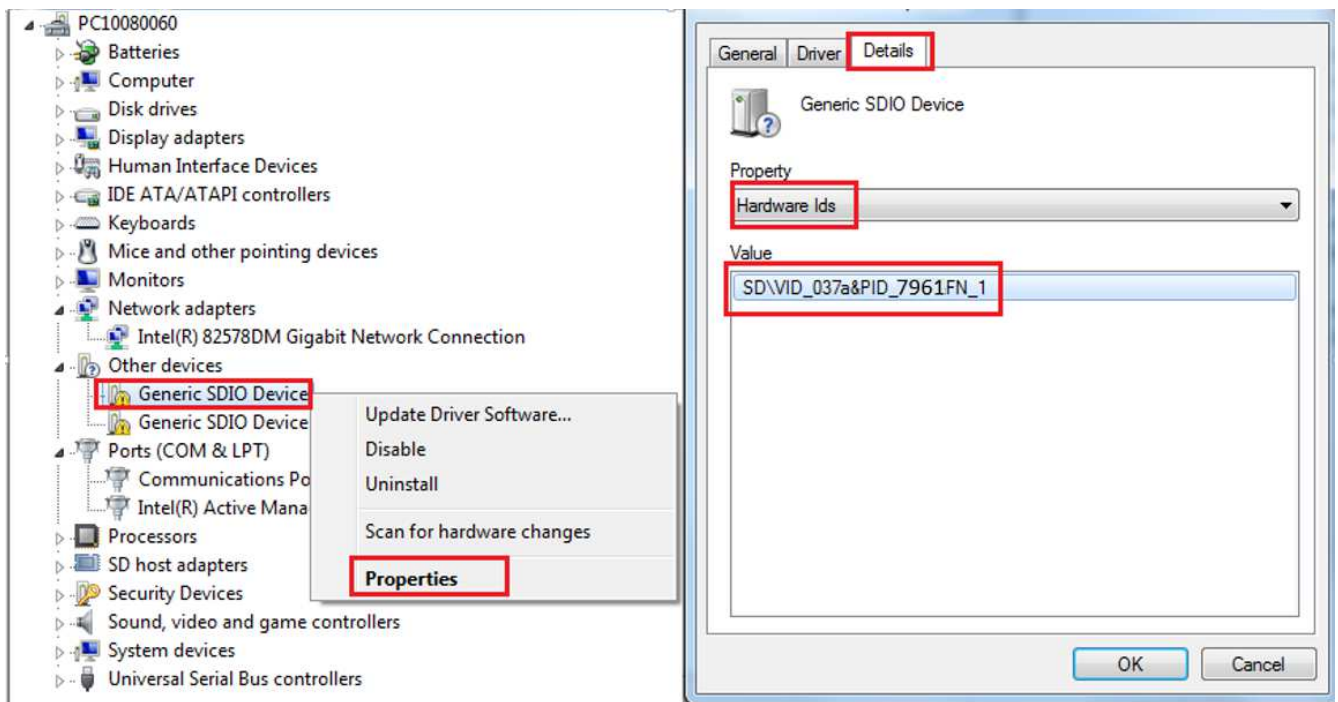 PC10080060
Batteries
Computer
Disk drives
Display adapters
Human Interface Devices
IDE ATA/ATAPI controllers
Keyboards
Mice and other pointing devices
Monitors
Network adapters
Intel(R) 82578DM Gigabit Network Connection
Other devices
Generic SDIO Device
Generic SDIO Device
Ports (COM & LPT)
Communications Po
Intel(R) Active Mana
Processors
SD host adapters
Security Devices
Sound, video and game controllers
System devices
Universal Serial Bus controllers
Update Driver Software...
Disable
Uninstall
Scan for hardware changes
Properties
General Driver Details
Generic SDIO Device
Property
Hardware Ids
Value
SD\VID_037a&PID_7961FN_1
OK Cancel